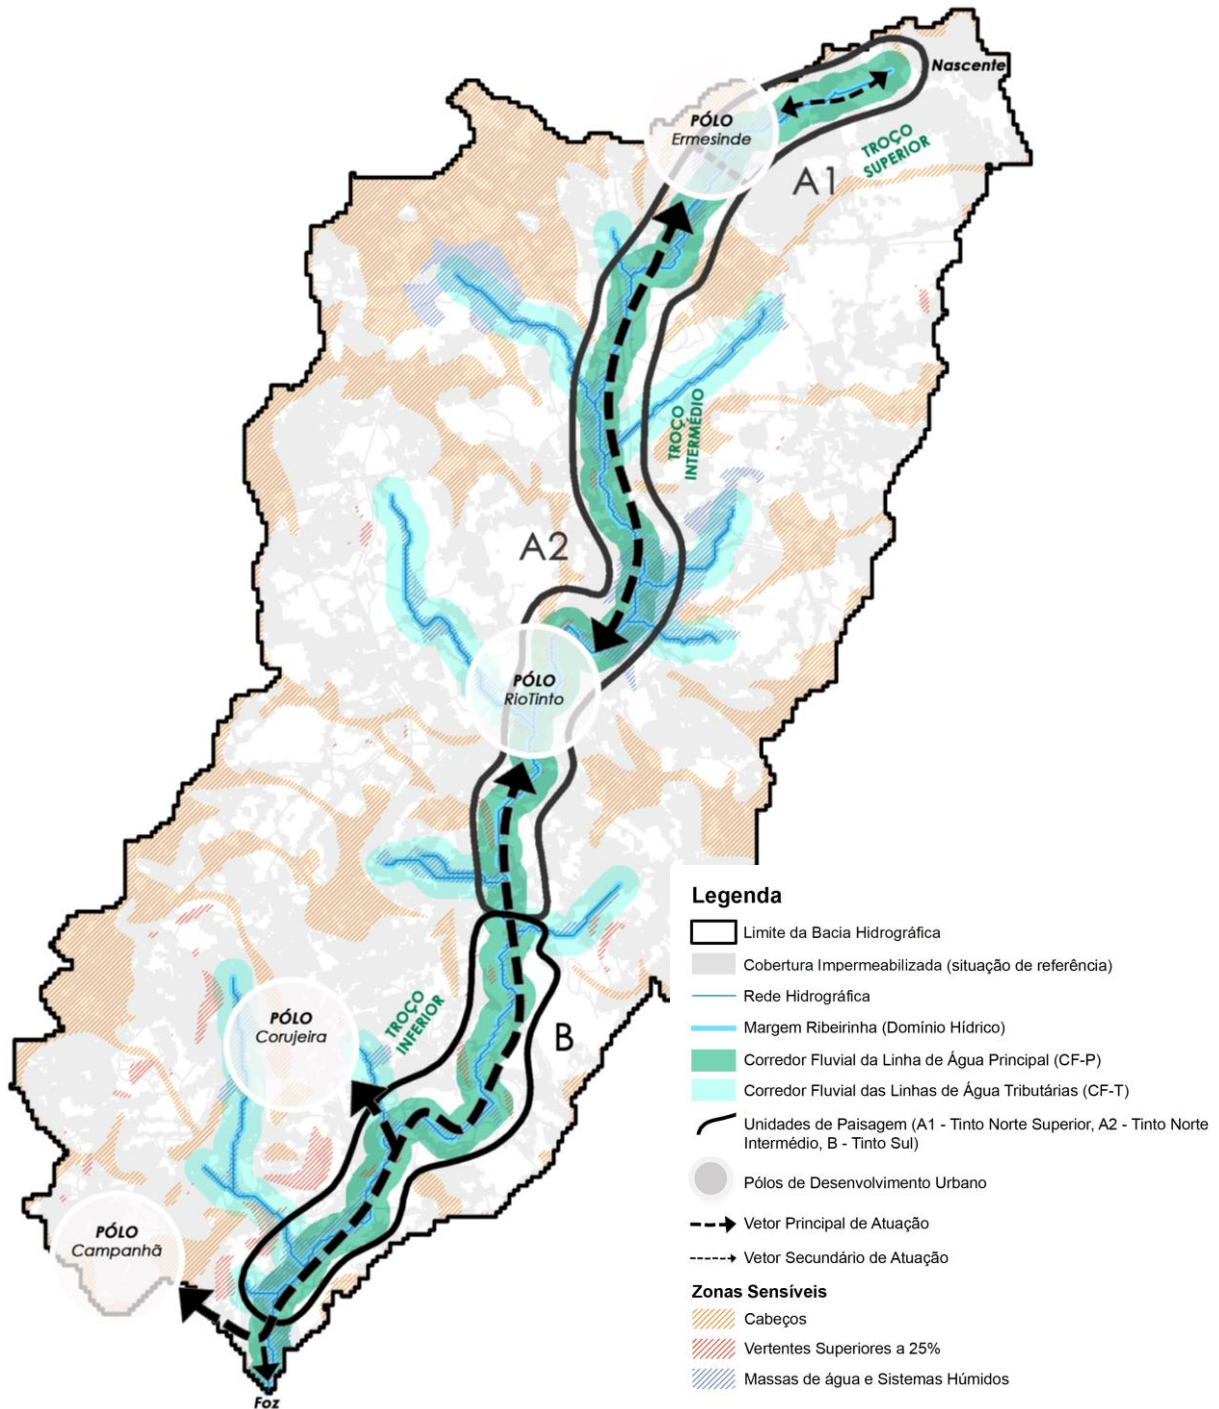 Nascente
PÓLO
Ermesinde
TROÇO
SUPERIOR
A1
TROÇO
INTERMÉDIO
A2
PÓLO
RioTinto
TROÇO
INFERIOR
PÓLO
Corujeira
B
PÓLO
Campanhã
Foz
Legenda
Limite da Bacia Hidrográfica
Cobertura Impermeabilizada (situação de referência)
Rede Hidrográfica
Margem Ribeirinha (Domínio Hídrico)
Corredor Fluvial da Linha de Água Principal (CF-P)
Corredor Fluvial das Linhas de Água Tributárias (CF-T)
Unidades de Paisagem (A1 - Tinto Norte Superior, A2 - Tinto Norte
Intermédio, B - Tinto Sul)
Pólos de Desenvolvimento Urbano
Vetor Principal de Atuação
Vetor Secundário de Atuação
Zonas Sensíveis
Cabeços
Vertentes Superiores a 25%
Massas de água e Sistemas Húmidos